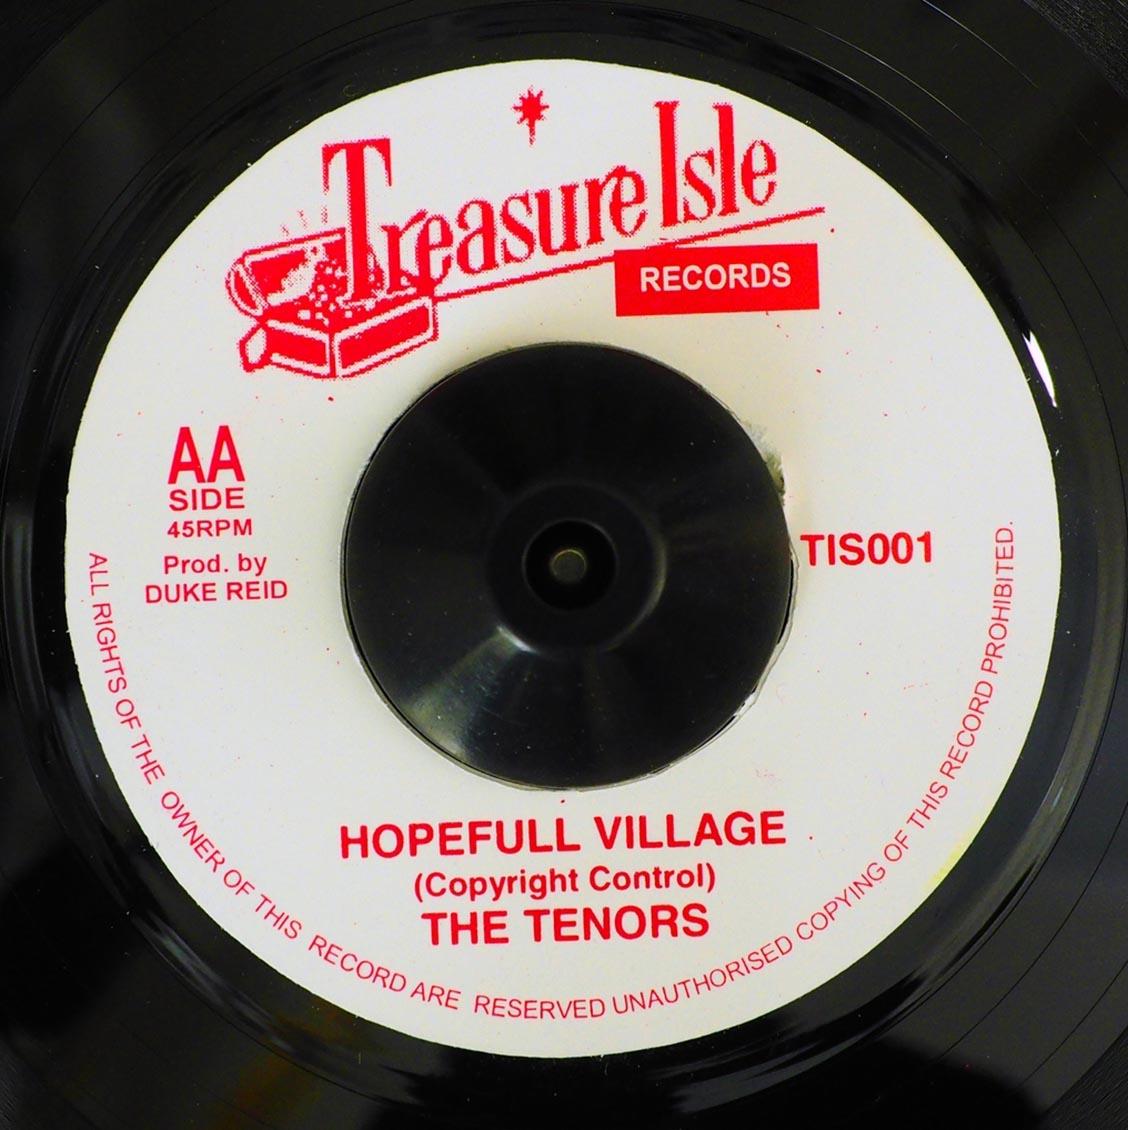 Treasure Isle
RECORDS
AA
SIDE
45RPM
Prod. by
DUKE REID
TIS001
HOPEFULL VILLAGE
(Copyright Control)
THE TENORS
ALL RIGHTS OF THE OWNER OF THIS RECORD ARE RESERVED UNAUTHORISED COPYING OF THIS RECORD PROHIBITED.